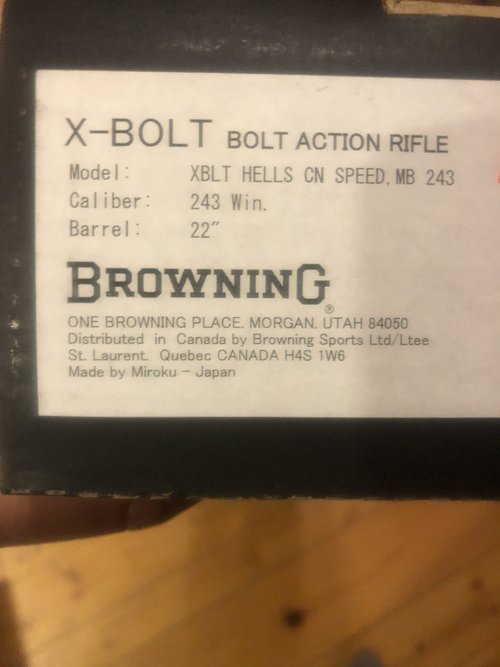 X-BOLT BOLT ACTION RIFLE
Model: XBLT HELLS CN SPEED,MB 243
Caliber: 243 Win.
Barrel: 22″
BROWNING®
ONE BROWNING PLACE. MORGAN. UTAH 84050
Distributed in Canada by Browning Sports Ltd/Ltee
St. Laurent. Quebec CANADA H4S 1W6
Made by Miroku - Japan